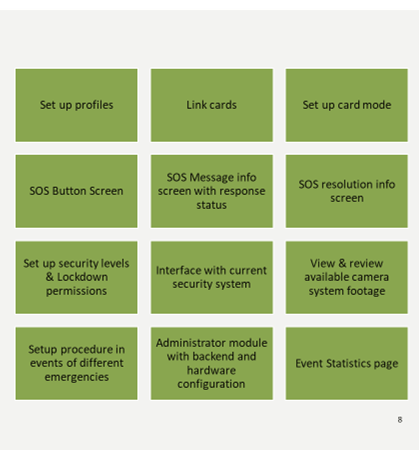 Set up profiles
Link cards
Set up card mode
SOS Button Screen
SOS Message info
screen with response
status
SOS resolution info
screen
Set up security levels
& Lockdown
permissions
Interface with current
security system
View & review
available camera
system footage
Setup procedure in
events of different
emergencies
Administrator module
with backend and
hardware
configuration
Event Statistics page
8